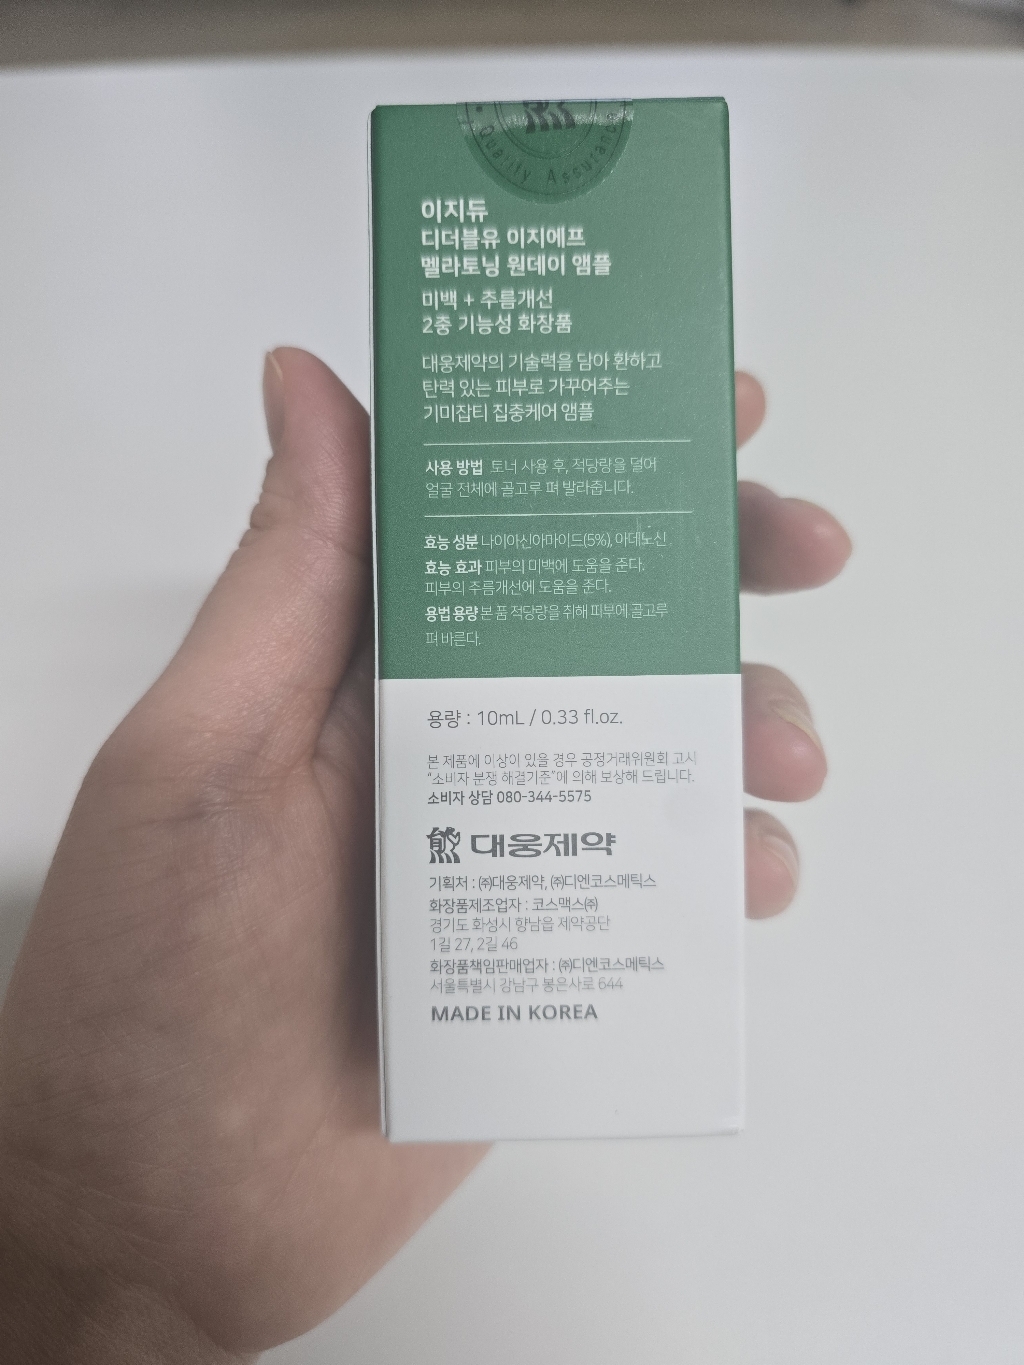 Quality Assurance
이지듀
디더블유 이지에프
멜라토닝 원데이 앰플
미백 + 주름개선
2중 기능성 화장품
대웅제약의 기술력을 담아 환하고
탄력 있는 피부로 가꾸어주는
기미잡티 집중케어 앰플
사용 방법 토너 사용 후, 적당량을 덜어
얼굴 전체에 골고루 펴 발라줍니다.
효능 성분 나이아신아마이드(5%), 아데노신
효능 효과 피부의 미백에 도움을 준다.
피부의 주름개선에 도움을 준다.
용법 용량 본 품 적당량을 취해 피부에 골고루
펴 바른다.
용량 : 10mL / 0.33 fl.oz.
본 제품에 이상이 있을 경우 공정거래위원회 고시
"소비자 분쟁 해결기준"에 의해 보상해 드립니다.
소비자 상담 080-344-5575
대웅제약
기획처 : ㈜대웅제약, ㈜디엔코스메틱스
화장품제조업자 : 코스맥스㈜
경기도 화성시 향남읍 제약공단
1길 27, 2길 46
화장품책임판매업자 : ㈜디엔코스메틱스
서울특별시 강남구 봉은사로 644
MADE IN KOREA